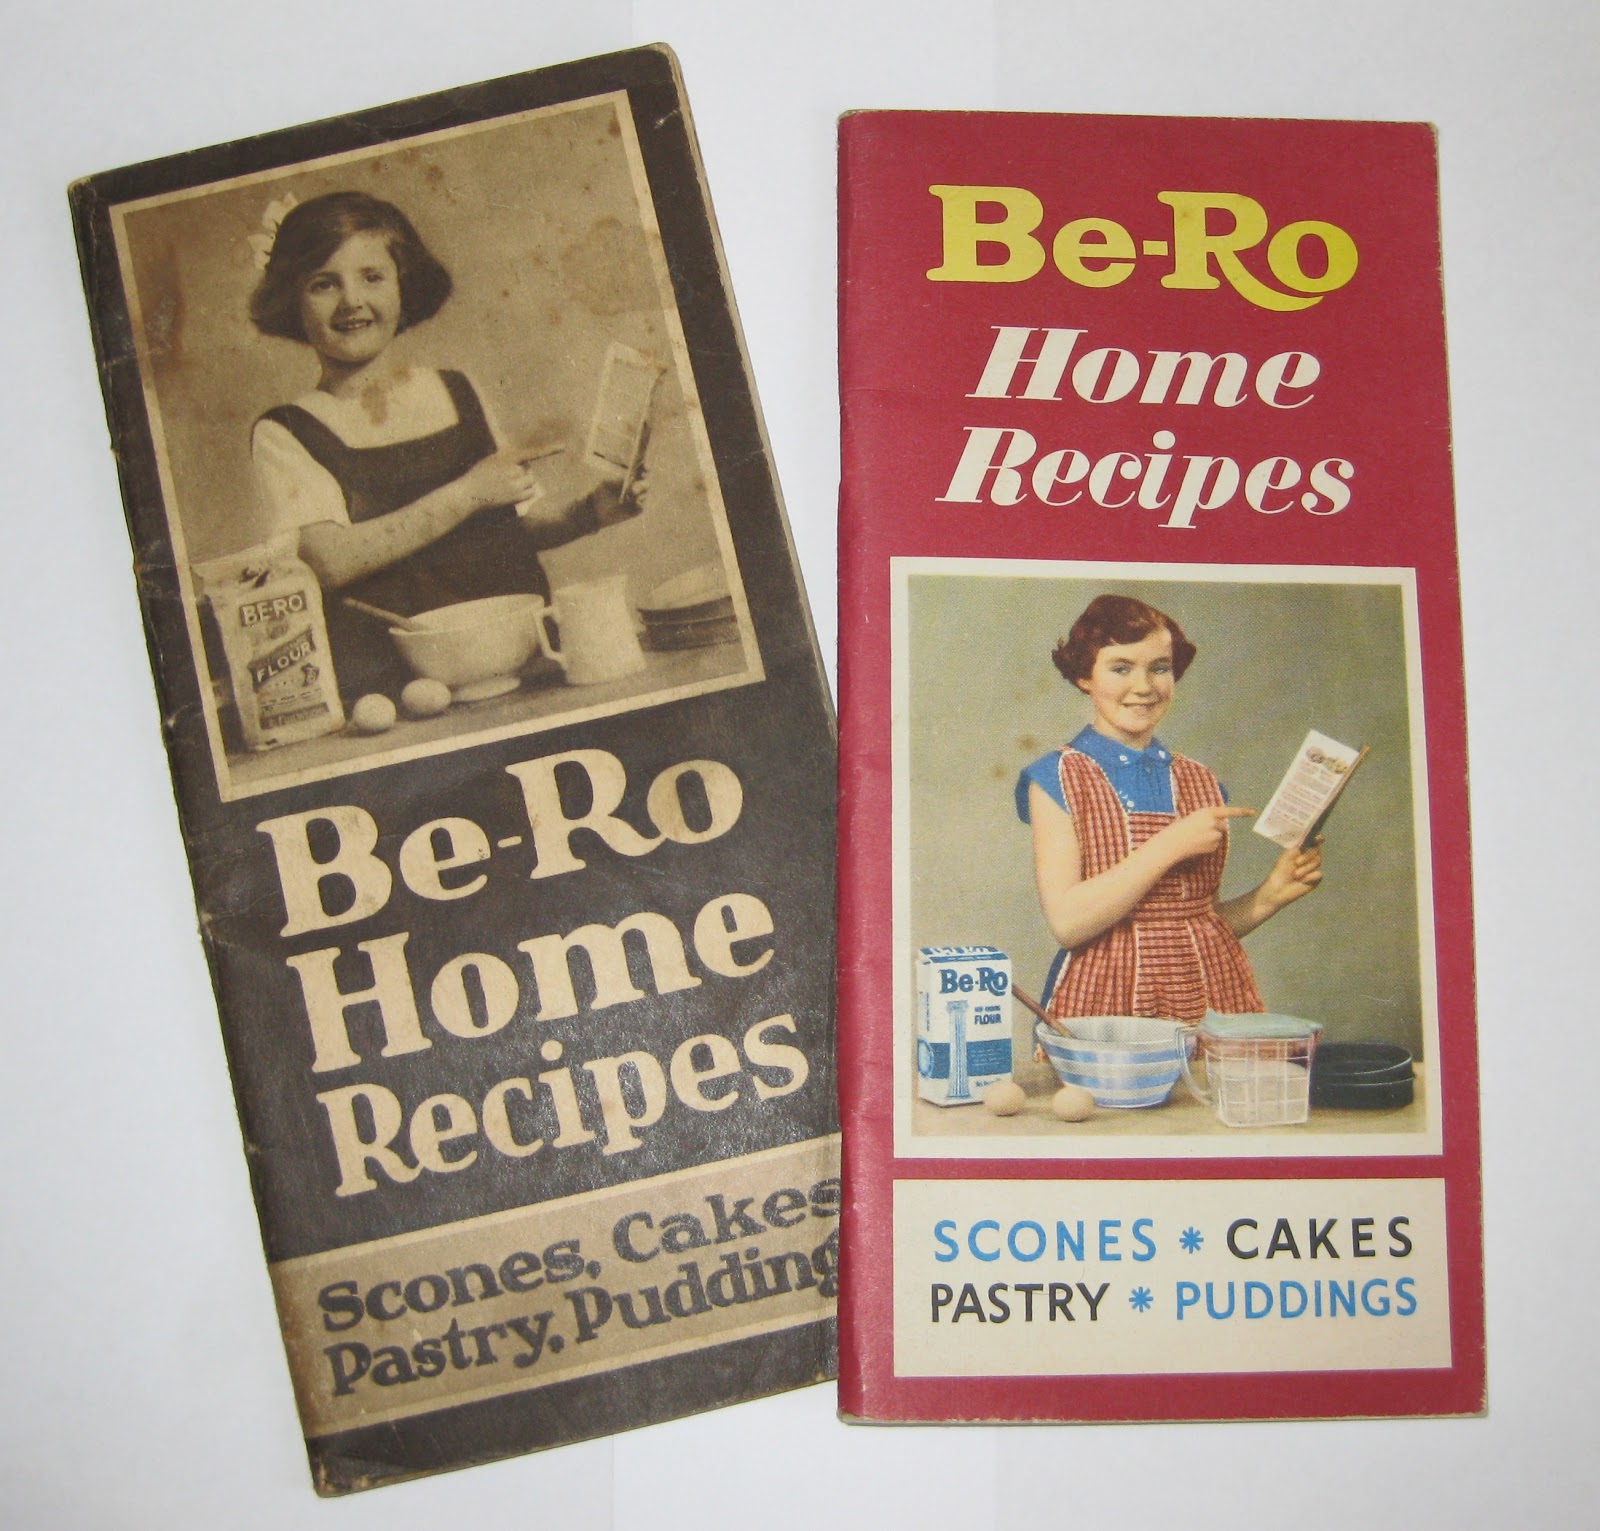 BE-RO
FLOUR
Be-Ro
Home
Recipes
Scones, Cakes
Pastry, Pudding
Be-Ro
Home
Recipes
Be-Ro
FLOUR
SCONES * CAKES
PASTRY * PUDDINGS